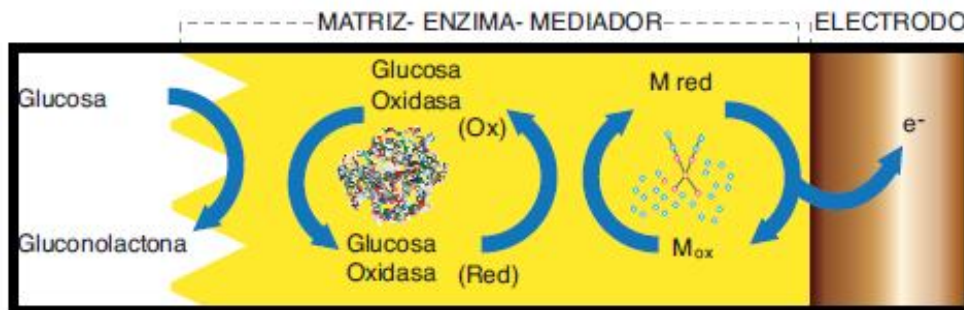 MATRIZ- ENZIMA- MEDIADOR
ELECTRODO
Glucosa
Gluconolactona
Glucosa
Oxidasa
(Ox)
Glucosa
Oxidasa (Red)
M red
Mox
e-